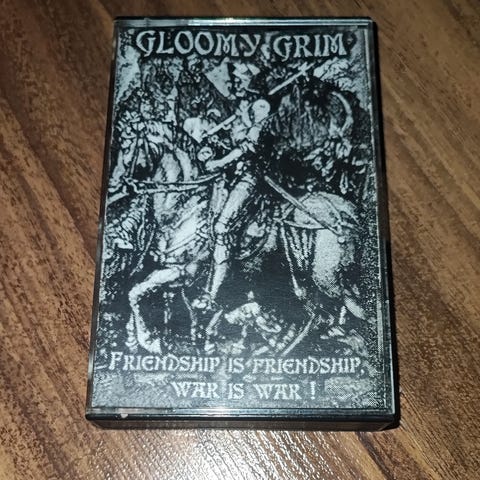 GLOOMY GRIM
FRIENDSHIP IS FRIENDSHIP,
WAR IS WAR !